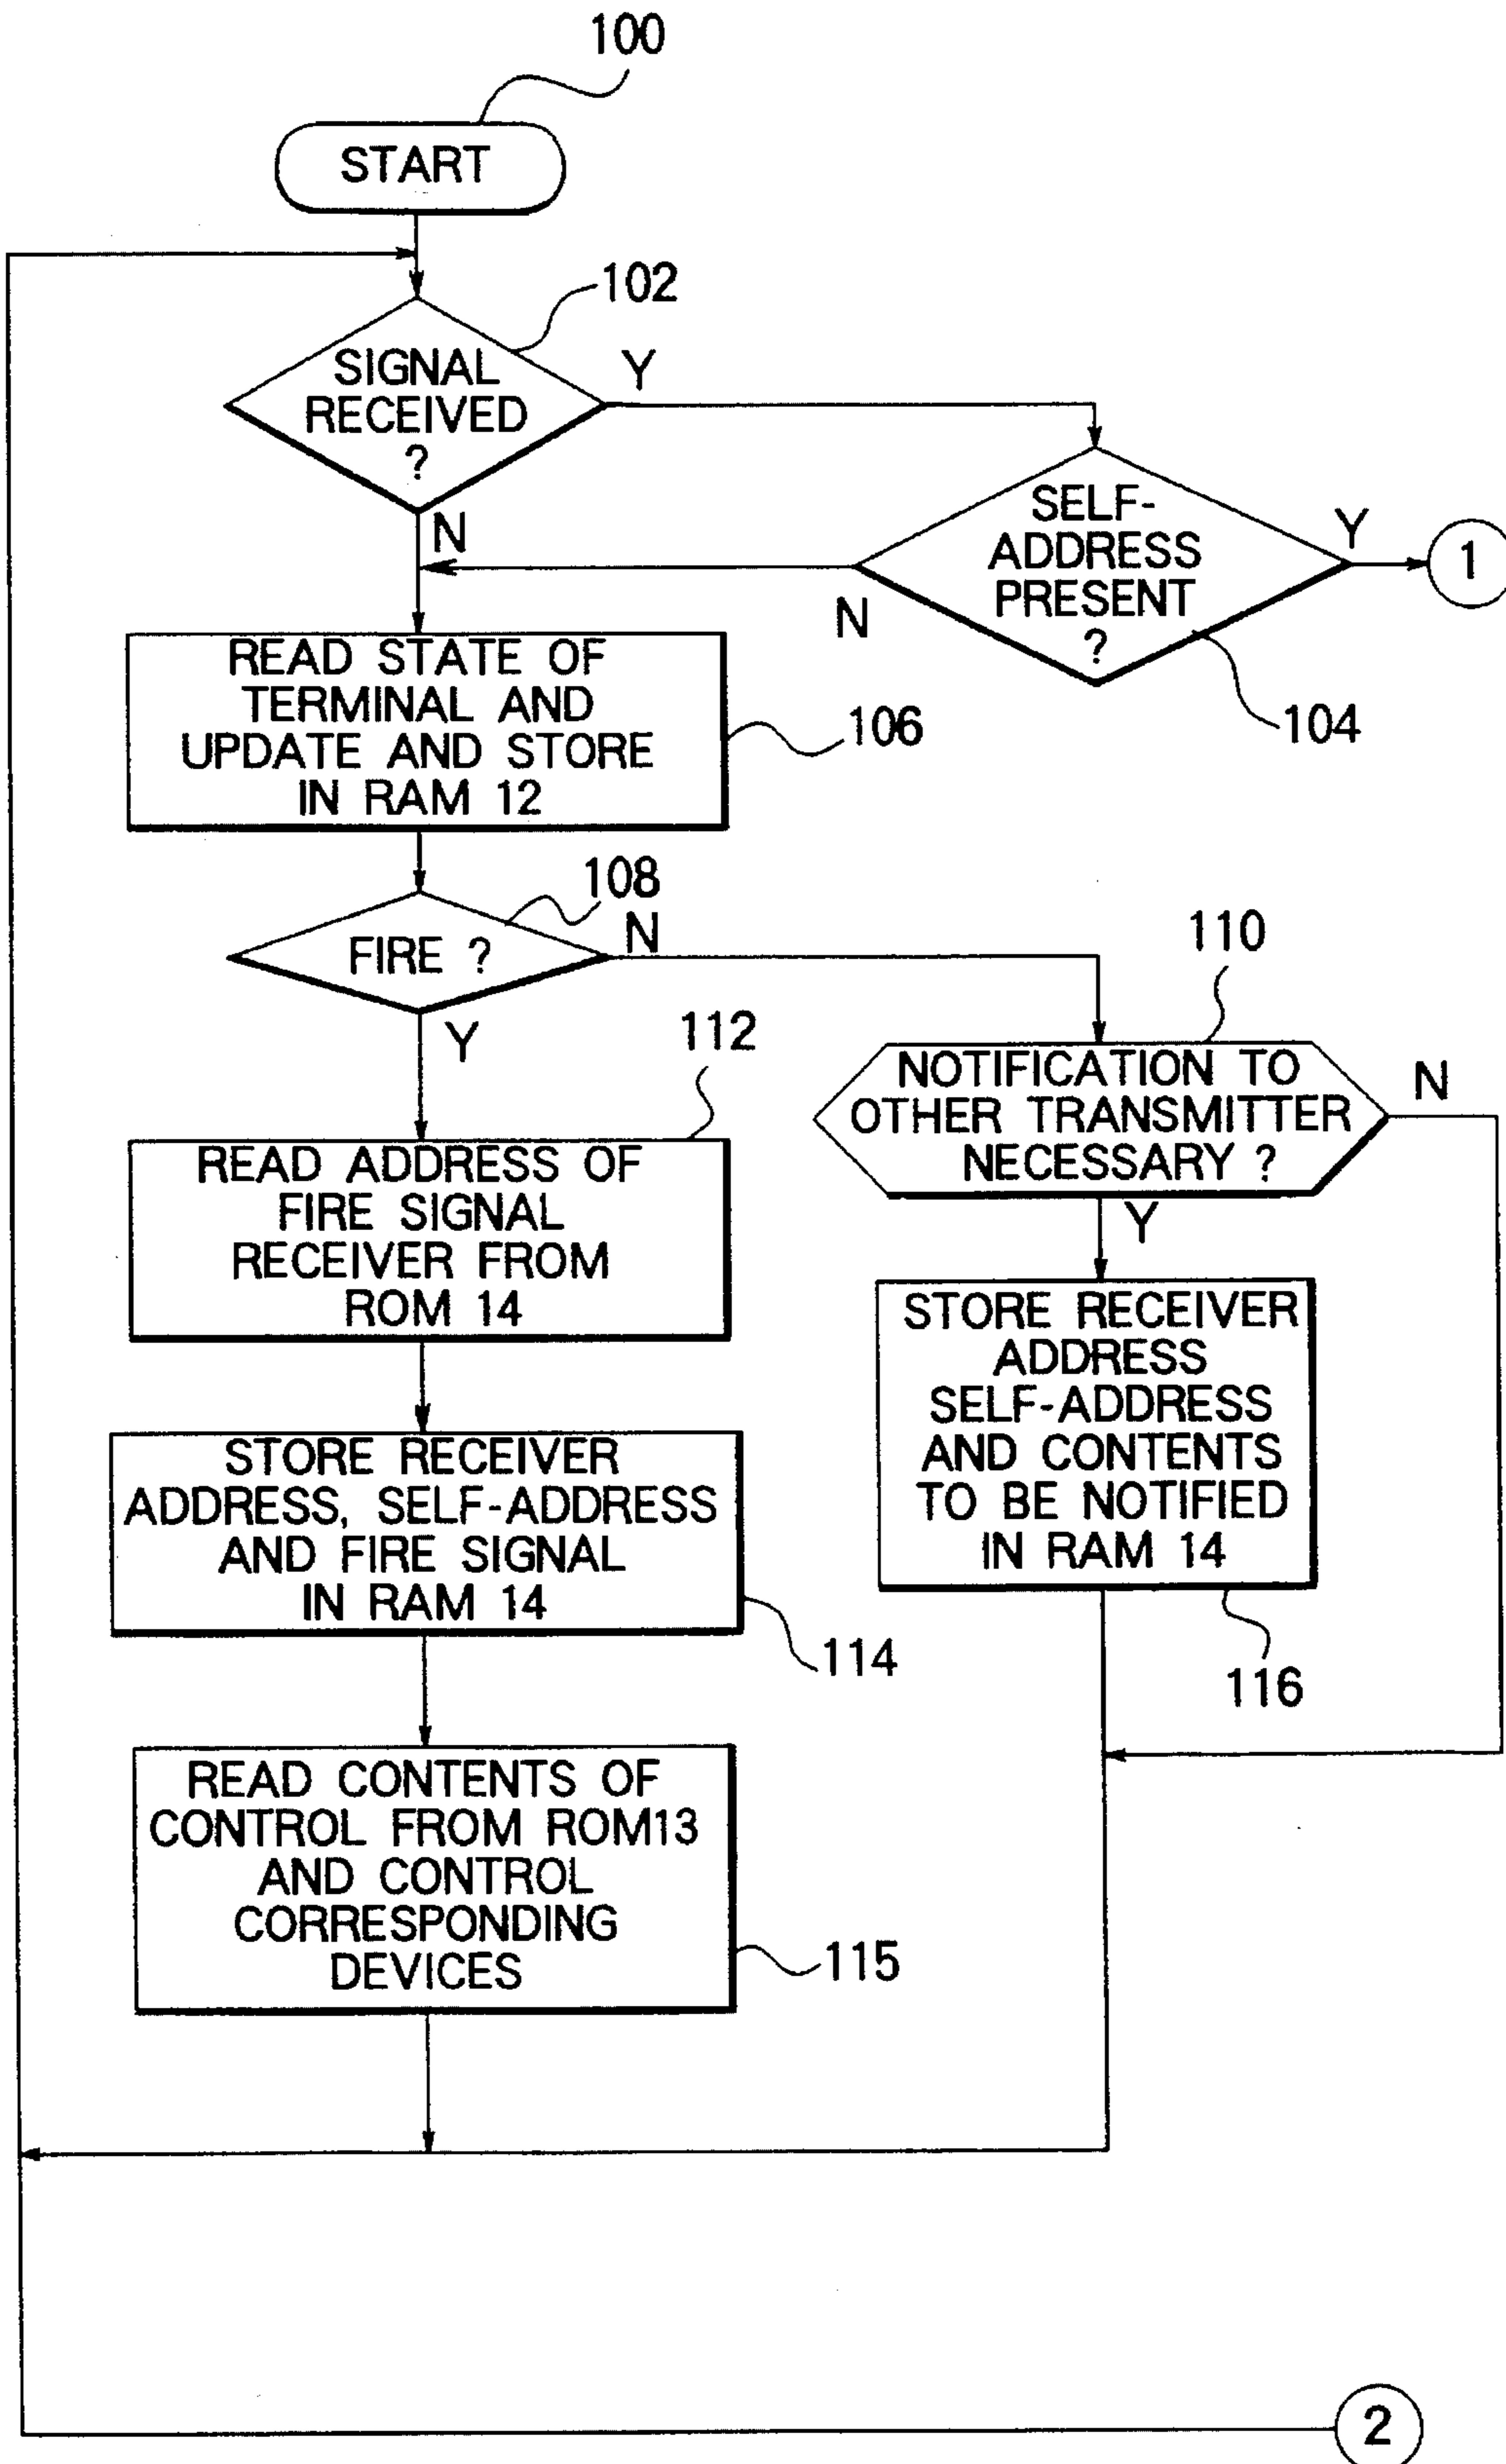 100
START
102
SIGNAL
RECEIVED
?
Y
N
SELF-
ADDRESS
PRESENT
?
Y
1
N
104
READ STATE OF
TERMINAL AND
UPDATE AND STORE
IN RAM 12
106
108
FIRE ?
N
Y
110
NOTIFICATION TO
OTHER TRANSMITTER
NECESSARY ?
N
Y
112
READ ADDRESS OF
FIRE SIGNAL
RECEIVER FROM
ROM 14
STORE RECEIVER
ADDRESS
SELF-ADDRESS
AND CONTENTS
TO BE NOTIFIED
IN RAM 14
116
STORE RECEIVER
ADDRESS, SELF-ADDRESS
AND FIRE SIGNAL
IN RAM 14
114
READ CONTENTS OF
CONTROL FROM ROM13
AND CONTROL
CORRESPONDING
DEVICES
115
2